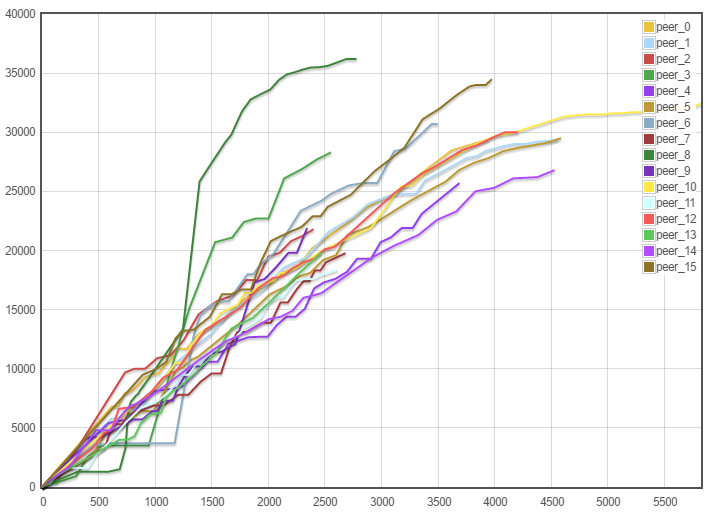 40000
35000
30000
25000
20000
15000
10000
5000
0
0 500 1000 1500 2000 2500 3000 3500 4000 4500 5000 5500
peer_0
peer_1
peer_2
peer_3
peer_4
peer_5
peer_6
peer_7
peer_8
peer_9
peer_10
peer_11
peer_12
peer_13
peer_14
peer_15